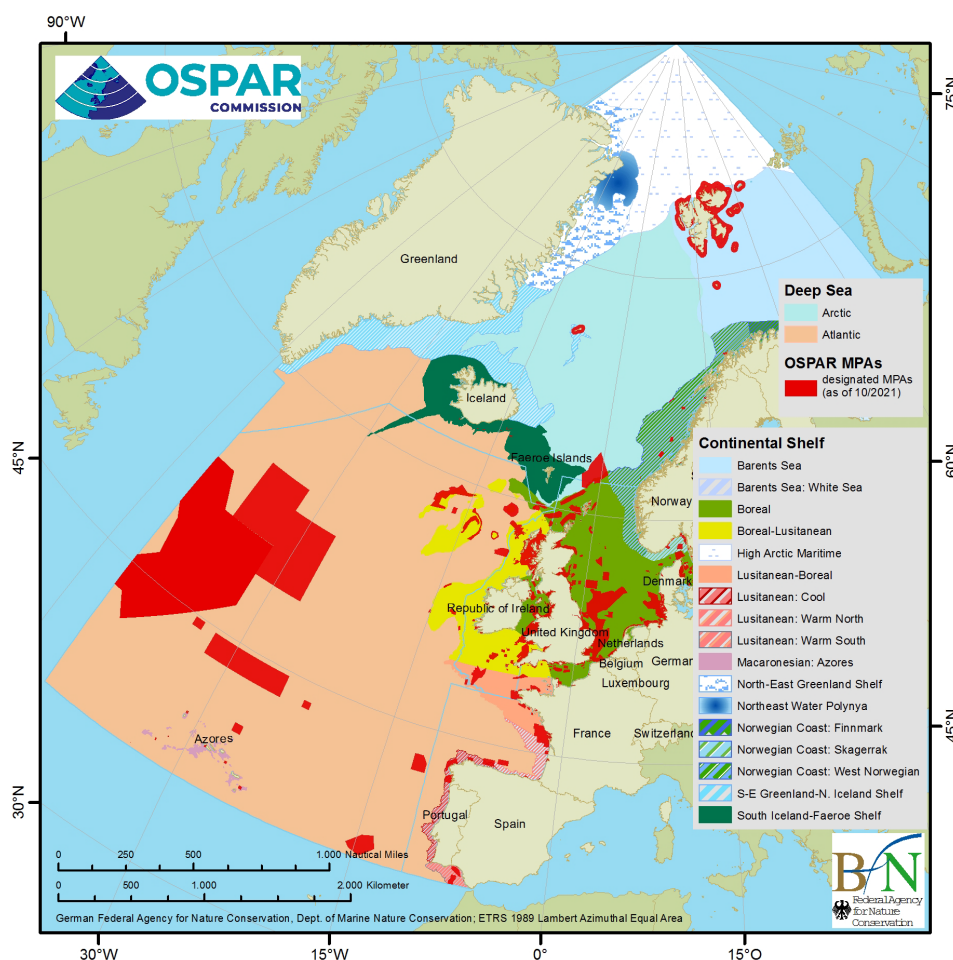 90°W
OSPAR
COMMISSION
75°N
Greenland
Deep Sea
Arctic
Atlantic
OSPAR MPAs
designated MPAs
(as of 10/2021)
Iceland
Continental Shelf
45°N
Faeroe Islands
60°N
Barents Sea
Barents Sea: White Sea
Norway
Boreal
Boreal-Lusitanean
High Arctic Maritime
Lusitanean-Boreal
Denmark
Lusitanean: Cool
Republic of Ireland
Lusitanean: Warm North
United Kingdom
Netherlands
Lusitanean: Warm South
Belgium
German
Macaronesian: Azores
Luxembourg
North-East Greenland Shelf
Northeast Water Polynya
Azores
France
Switzerland
Norwegian Coast: Finnmark
45°N
Norwegian Coast: Skagerrak
Norwegian Coast: West Norwegian
S-E Greenland-N. Iceland Shelf
30°N
Portugal
Spain
South Iceland-Faeroe Shelf
0 250 500 1.000 Nautical Miles
0 500 1.000 2.000 Kilometer
BfN
Federal Agency
for Nature
Conservation
German Federal Agency for Nature Conservation, Dept. of Marine Nature Conservation; ETRS 1989 Lambert Azimuthal Equal Area
30°W
15°W
0°
15°O